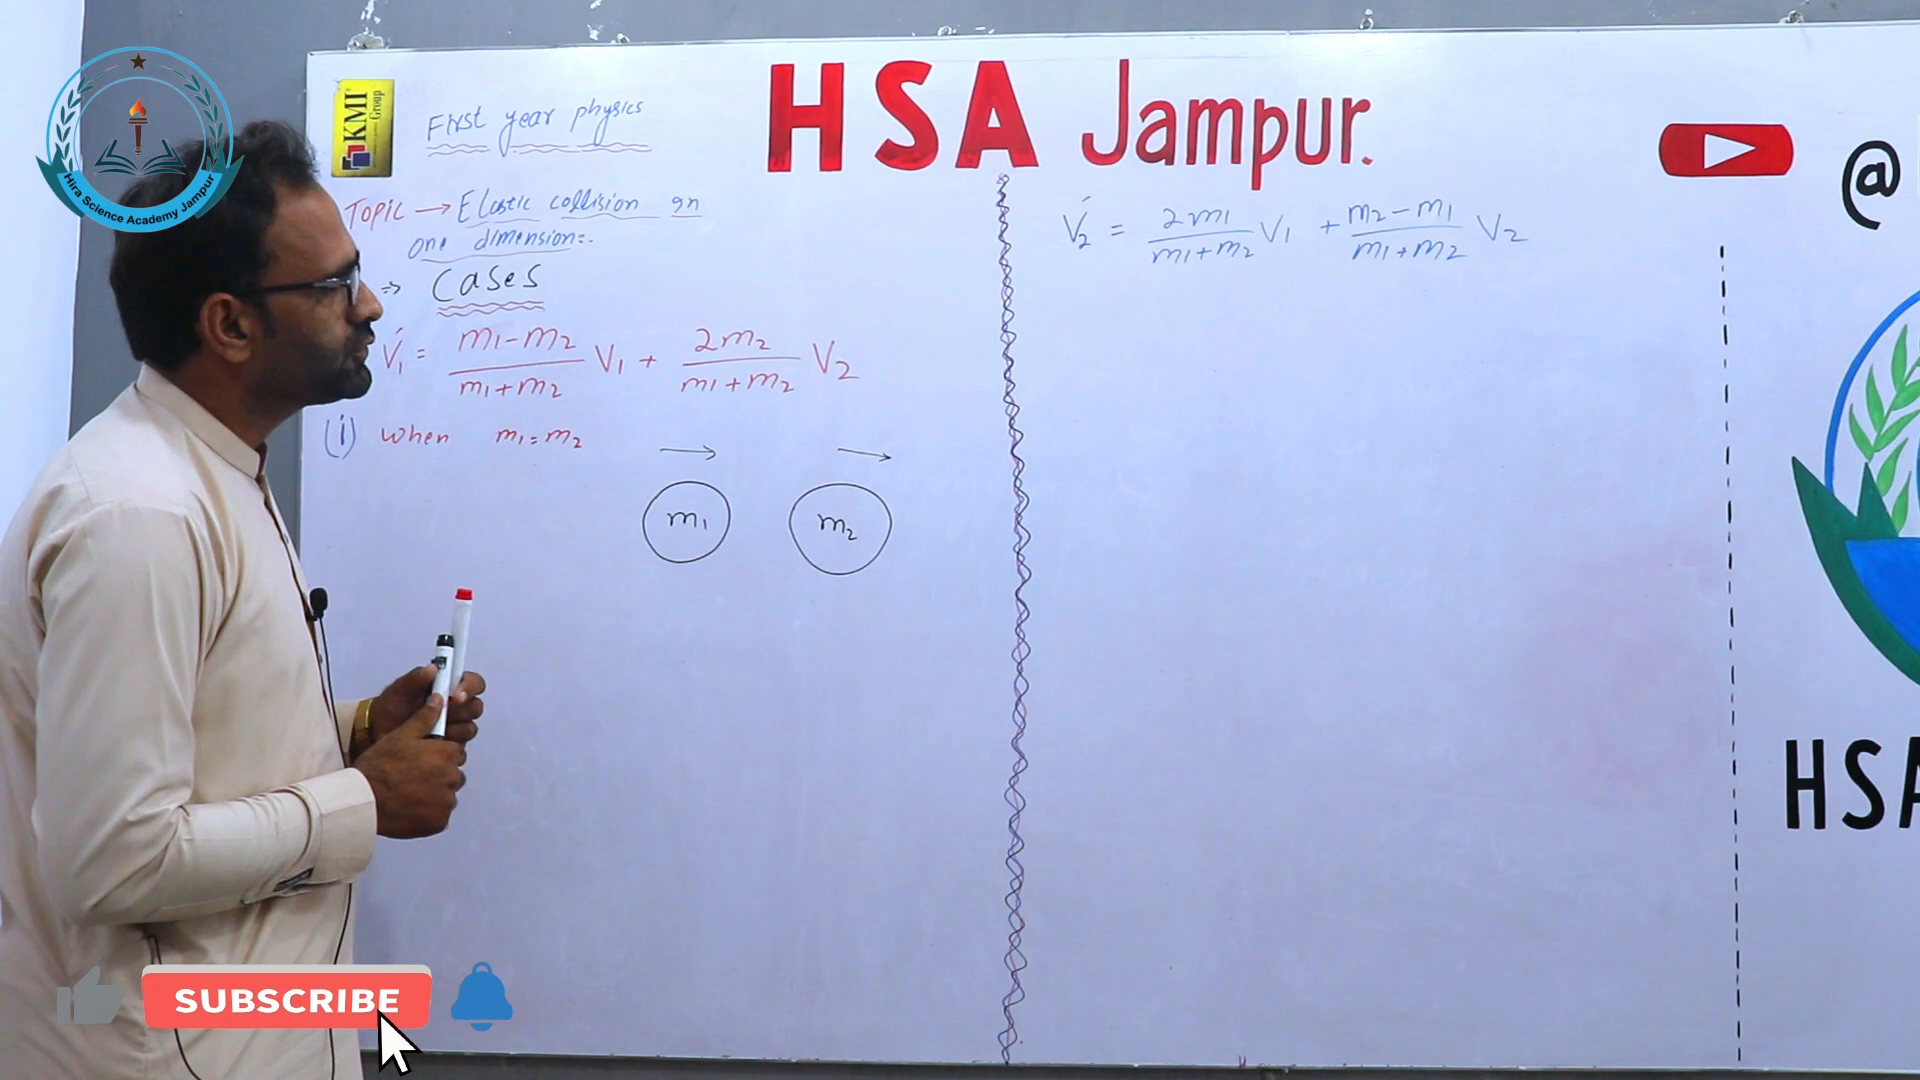 Hira Science Academy Jampur
KMI
Group
First year physics
HSA Jampur.
@
Topic → Elastic collision in
one dimension:-
⇒ Cases
V́₁ = (m₁-m₂)/(m₁+m₂) V₁ + 2m₂/(m₁+m₂) V₂
(i) when m₁=m₂
m₁ m₂
V́₂ = 2m₁/(m₁+m₂) V₁ + (m₂-m₁)/(m₁+m₂) V₂
HSA
SUBSCRIBE